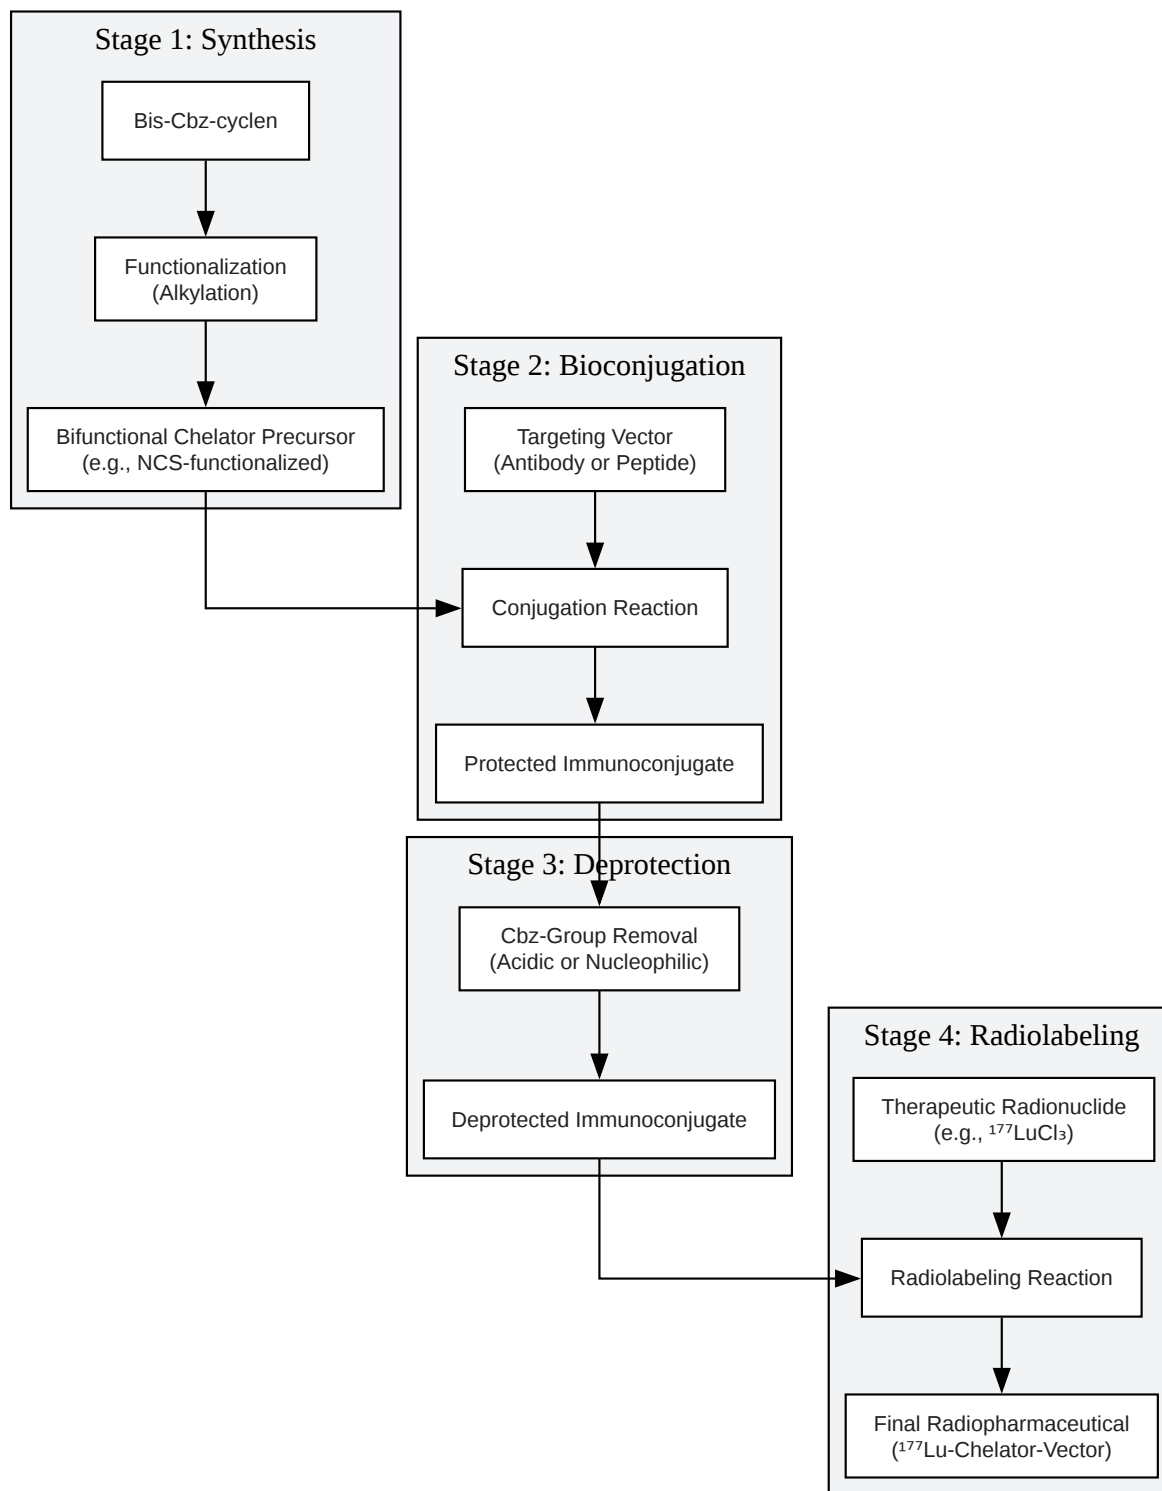 Stage 1: Synthesis
Bis-Cbz-cyclen
Functionalization
(Alkylation)
Bifunctional Chelator Precursor
(e.g., NCS-functionalized)
Stage 2: Bioconjugation
Targeting Vector
(Antibody or Peptide)
Conjugation Reaction
Protected Immunoconjugate
Stage 3: Deprotection
Cbz-Group Removal
(Acidic or Nucleophilic)
Deprotected Immunoconjugate
Stage 4: Radiolabeling
Therapeutic Radionuclide
(e.g., ¹⁷⁷LuCl₃)
Radiolabeling Reaction
Final Radiopharmaceutical
(¹⁷⁷Lu-Chelator-Vector)